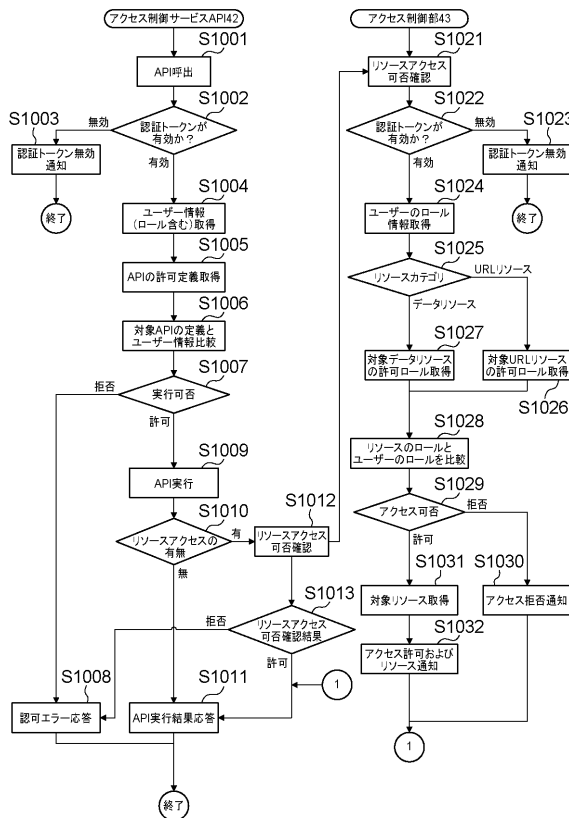 アクセス制御サービスAPI42
S1001
API呼出
S1002
認証トークンが
有効か？
無効
有効
S1003
認証トークン無効
通知
終了
S1004
ユーザー情報
(ロール含む)取得
S1005
APIの許可定義取得
S1006
対象APIの定義と
ユーザー情報比較
S1007
実行可否
拒否
許可
S1009
API実行
S1010
リソースアクセスの
有無
有
無
S1012
リソースアクセス
可否確認
S1013
リソースアクセス
可否確認結果
拒否
許可
1
S1008
認可エラー応答
S1011
API実行結果応答
終了
アクセス制御部43
S1021
リソースアクセス
可否確認
S1022
認証トークンが
有効か？
無効
有効
S1023
認証トークン無効
通知
終了
S1024
ユーザーのロール
情報取得
S1025
リソースカテゴリ
URLリソース
データリソース
S1027
対象データリソース
の許可ロール取得
対象URLリソース
の許可ロール取得
S1026
S1028
リソースのロールと
ユーザーのロールを比較
S1029
アクセス可否
拒否
許可
S1031
対象リソース取得
S1030
アクセス拒否通知
S1032
アクセス許可および
リソース通知
1